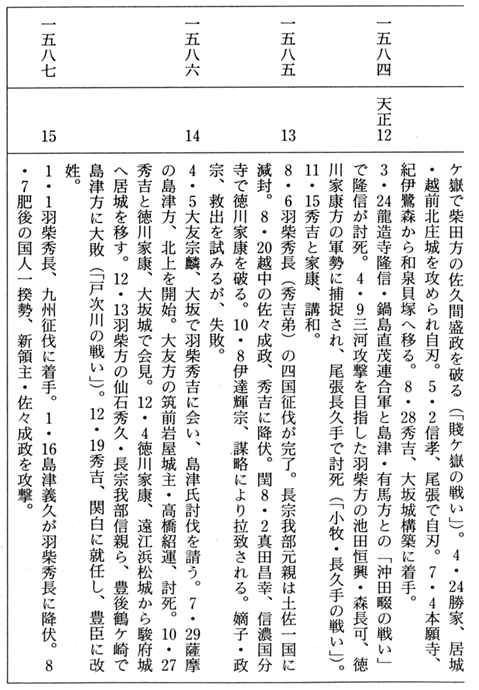 ケ嶽で柴田方の佐久間盛政を破る（「賤ケ嶽の戦い」）。4・24勝家、居城
・越前北庄城を攻められ自刃。5・2信孝、尾張で自刃。7・4本願寺、
紀伊鷺森から和泉貝塚へ移る。8・28秀吉、大坂城構築に着手。
一五八四 天正12
3・24龍造寺隆信・鍋島直茂連合軍と島津・有馬方との「沖田畷の戦い」
で隆信が討死。4・9三河攻撃を目指した羽柴方の池田恒興・森長可、徳
川家康方の軍勢に捕捉され、尾張長久手で討死（「小牧・長久手の戦い」）。
11・15秀吉と家康、講和。
一五八五 13
8・6羽柴秀長（秀吉弟）の四国征伐が完了。長宗我部元親は土佐一国に
減封。8・20越中の佐々成政、秀吉に降伏。閏8・2真田昌幸、信濃国分
寺で徳川家康を破る。10・8伊達輝宗、謀略により拉致される。嫡子・政
宗、救出を試みるが、失敗。
一五八六 14
4・5大友宗麟、大坂で羽柴秀吉に会い、島津氏討伐を請う。7・29薩摩
の島津方、北上を開始。大友方の筑前岩屋城主・高橋紹運、討死。10・27
秀吉と徳川家康、大坂城で会見。12・4徳川家康、遠江浜松城から駿府城
へ居城を移す。12・13羽柴方の仙石秀久・長宗我部信親ら、豊後鶴ケ崎で
島津方に大敗（「戸次川の戦い」）。12・19秀吉、関白に就任し、豊臣に改
姓。
一五八七 15
1・1羽柴秀長、九州征伐に着手。1・16島津義久が羽柴秀長に降伏。8
・7肥後の国人一揆勢、新領主・佐々成政を攻撃。